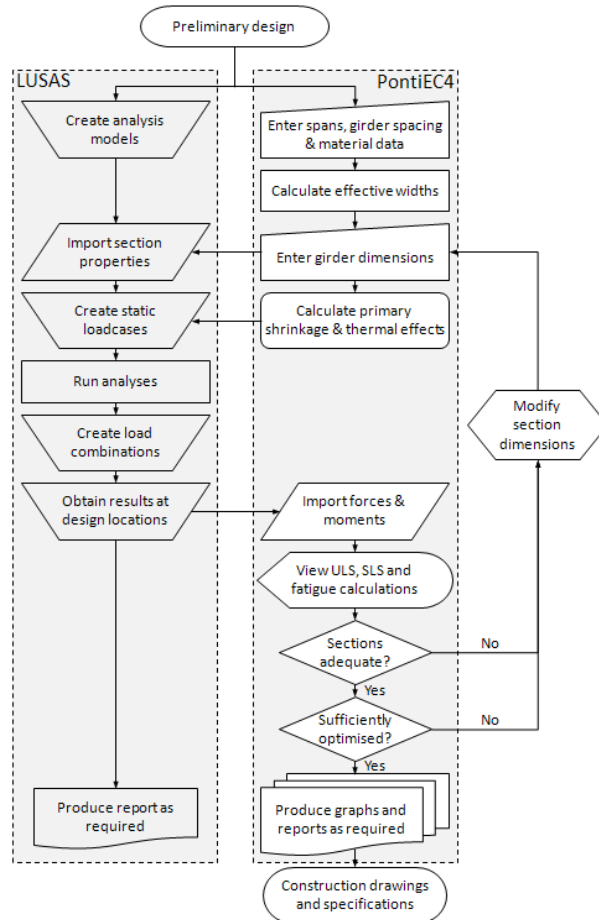 Preliminary design
LUSAS
PontiEC4
Create analysis
models
Enter spans, girder spacing
& material data
Calculate effective widths
Import section
properties
Enter girder dimensions
Create static
loadcases
Calculate primary
shrinkage & thermal effects
Run analyses
Modify
section
dimensions
Create load
combinations
Obtain results at
design locations
Import forces &
moments
View ULS, SLS and
fatigue calculations
Sections
adequate?
No
Yes
Sufficiently
optimised?
No
Yes
Produce report as
required
Produce graphs and
reports as required
Construction drawings
and specifications